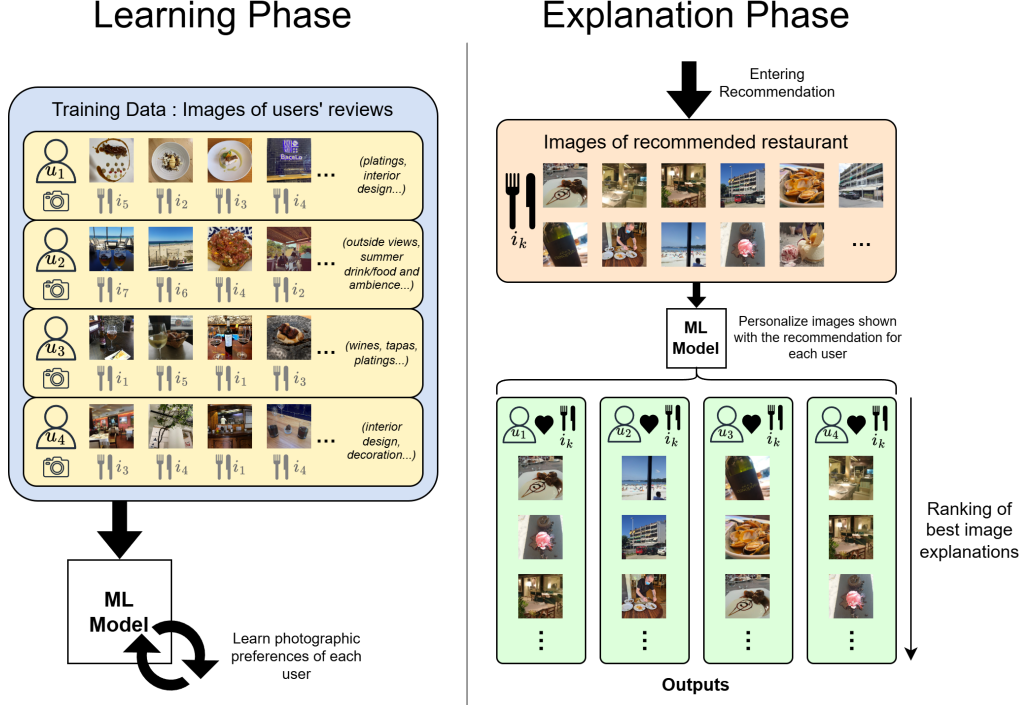 Learning Phase
Training Data : Images of users' reviews
u1
...
(platings,
interior
design...)
i5
i2
i3
i4
BaceLo
u2
...
(outside views,
summer
drink/food and
ambience...)
i7
i6
i4
i2
u3
...
(wines, tapas,
platings...)
i1
i5
i1
i3
u4
...
(interior
design,
decoration...)
i3
i4
i1
i4
ML
Model
Learn photographic
preferences of each
user
Explanation Phase
Entering
Recommendation
Images of recommended restaurant
ik
...
ML
Model
Personalize images shown
with the recommendation for
each user
u1 ik
u2 ik
u3 ik
u4 ik
Ranking of
best image
explanations
Outputs